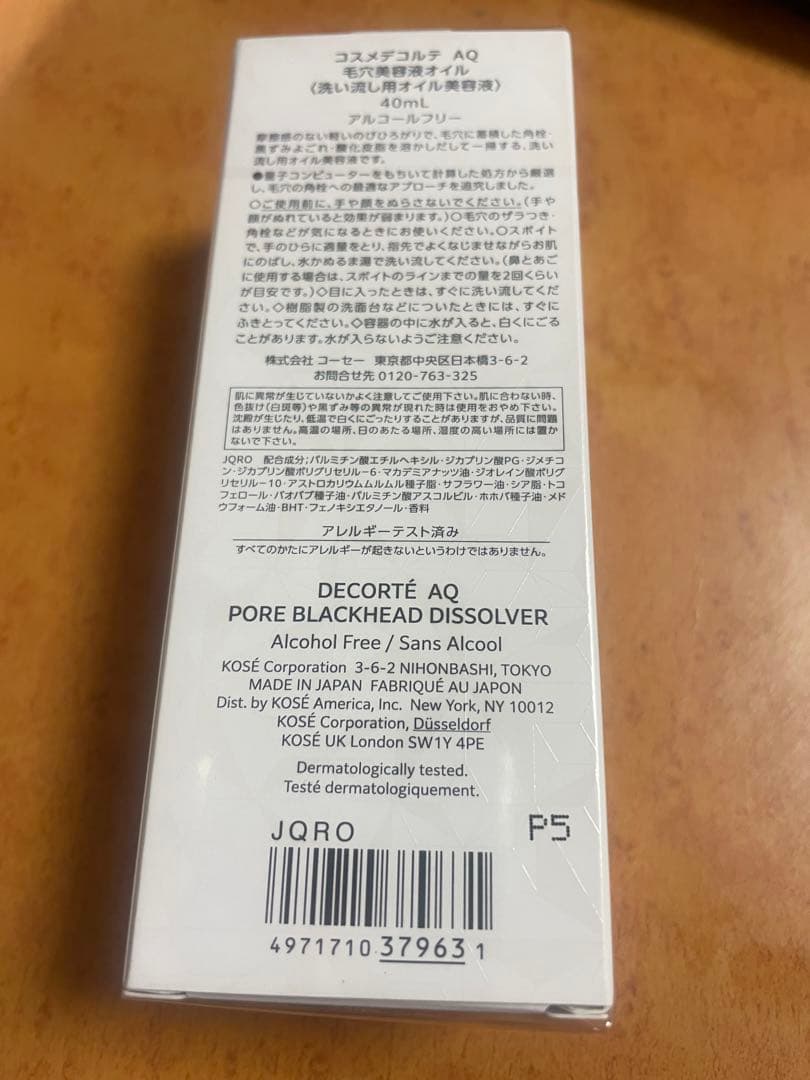 コスメデコルテ AQ
毛穴美容液オイル
〈洗い流し用オイル美容液〉
40mL
アルコールフリー
摩擦感のない軽いのびひろがりで、毛穴に蓄積した角栓・
黒ずみよごれ・酸化皮脂を溶かしだして一掃する、洗い
流し用オイル美容液です。
●量子コンピューターをもちいて計算した処方から厳選
し、毛穴の角栓への最適なアプローチを追究しました。
○ご使用前に、手や顔をぬらさないでください。(手や
顔がぬれていると効果が弱まります。)○毛穴のザラつき・
角栓などが気になるときにお使いください。○スポイト
で、手のひらに適量をとり、指先でよくなじませながらお肌
にのばし、水かぬるま湯で洗い流してください。(鼻とあご
に使用する場合は、スポイトのラインまでの量を2回くらい
が目安です。)◇目に入ったときは、すぐに洗い流してくだ
さい。◇樹脂製の洗面台などについたときには、すぐに
ふきとってください。◇容器の中に水が入ると、白くにごる
ことがあります。水が入らないようご注意ください。
株式会社 コーセー 東京都中央区日本橋3-6-2
お問合せ先 0120-763-325
肌に異常が生じていないかよく注意してご使用下さい。肌に合わない時、
色抜け(白斑等)や黒ずみ等の異常が現れた時は使用をおやめ下さい。
沈殿が生じたり、低温で白くにごったりすることがありますが、品質に問題
はありません。高温の場所、日のあたる場所、湿度の高い場所には置か
ないで下さい。
JQRO 配合成分;パルミチン酸エチルヘキシル・ジカプリン酸PG・ジメチコ
ン・ジカプリン酸ポリグリセリル-6・マカデミアナッツ油・ジオレイン酸ポリグ
リセリル-10・アストロカリウムムルムル種子脂・サフラワー油・シア脂・トコ
フェロール・バオバブ種子油・パルミチン酸アスコルビル・ホホバ種子油・メド
ウフォーム油・BHT・フェノキシエタノール・香料
アレルギーテスト済み
すべてのかたにアレルギーが起きないというわけではありません。
DECORTÉ AQ
PORE BLACKHEAD DISSOLVER
Alcohol Free / Sans Alcool
KOSÉ Corporation 3-6-2 NIHONBASHI, TOKYO
MADE IN JAPAN FABRIQUÉ AU JAPON
Dist. by KOSÉ America, Inc. New York, NY 10012
KOSÉ Corporation, Düsseldorf
KOSÉ UK London SW1Y 4PE
Dermatologically tested.
Testé dermatologiquement.
JQRO P5
4971710 37963 1